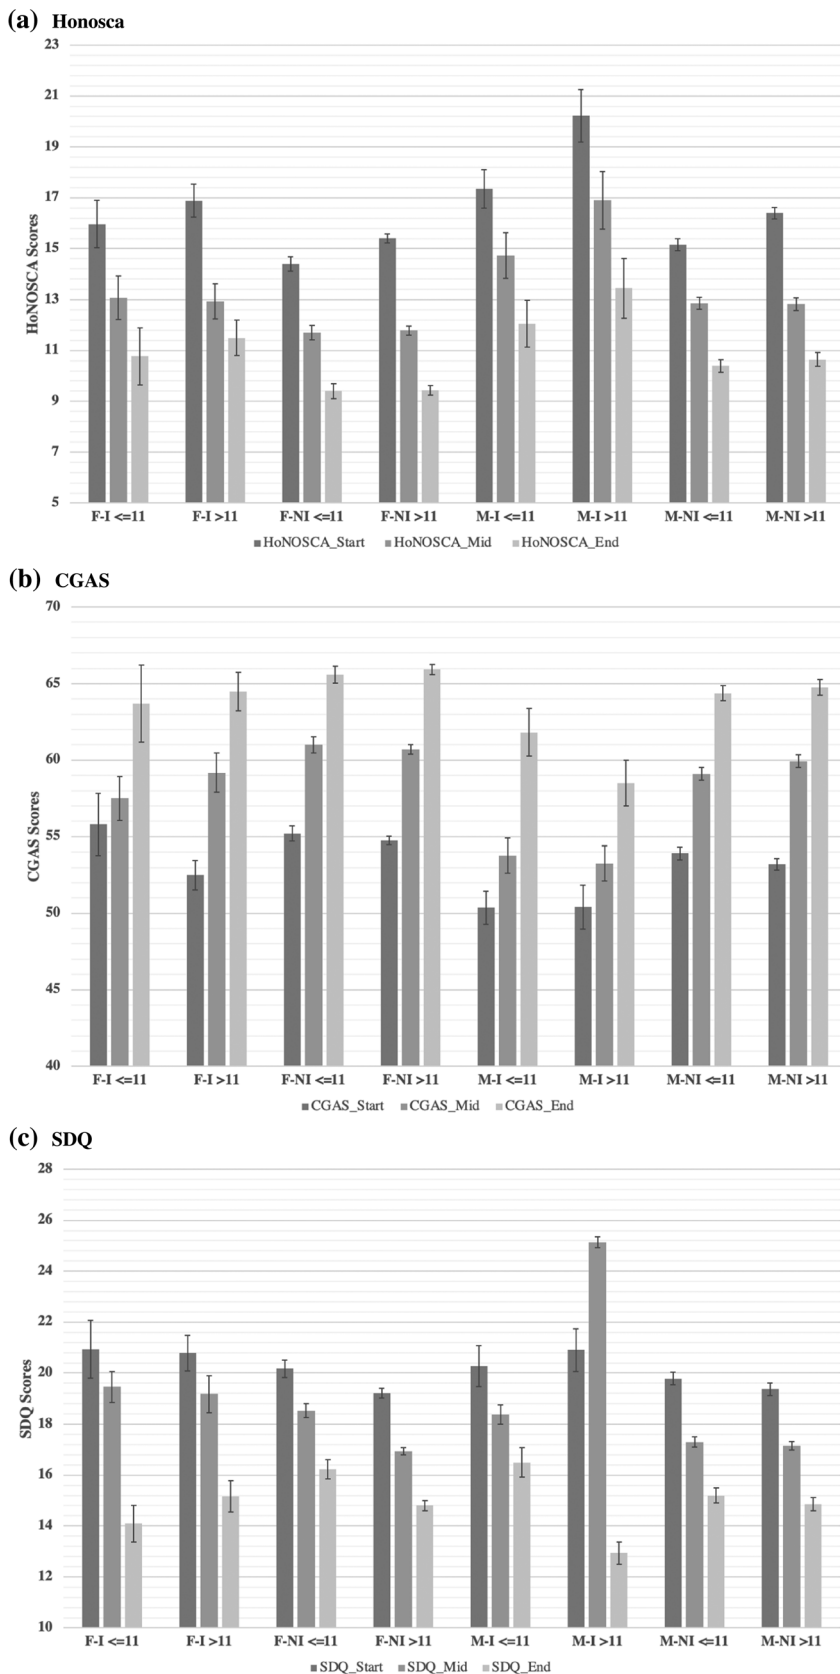 (a) Honosca
23
21
19
17
15
13
11
9
7
5
HoNOSCA Scores
F-I <=11 F-I >11 F-NI <=11 F-NI >11 M-I <=11 M-I >11 M-NI <=11 M-NI >11
HoNOSCA_Start HoNOSCA_Mid HoNOSCA_End
(b) CGAS
70
65
60
55
50
45
40
CGAS Scores
F-I <=11 F-I >11 F-NI <=11 F-NI >11 M-I <=11 M-I >11 M-NI <=11 M-NI >11
CGAS_Start CGAS_Mid CGAS_End
(c) SDQ
28
26
24
22
20
18
16
14
12
10
SDQ Scores
F-I <=11 F-I >11 F-NI <=11 F-NI >11 M-I <=11 M-I >11 M-NI <=11 M-NI >11
SDQ_Start SDQ_Mid SDQ_End